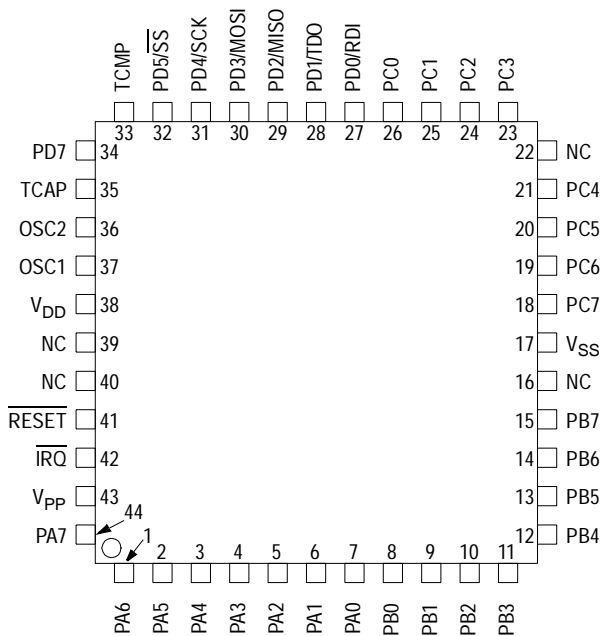 TCMP
PD5/SS
PD4/SCK
PD3/MOSI
PD2/MISO
PD1/TDO
PD0/RDI
PC0
PC1
PC2
PC3
33 32 31 30 29 28 27 26 25 24 23
PD7 34 22 NC
TCAP 35 21 PC4
OSC2 36 20 PC5
OSC1 37 19 PC6
VDD 38 18 PC7
NC 39 17 VSS
NC 40 16 NC
RESET 41 15 PB7
IRQ 42 14 PB6
VPP 43 13 PB5
PA7 44 12 PB4
1 2 3 4 5 6 7 8 9 10 11
PA6
PA5
PA4
PA3
PA2
PA1
PA0
PB0
PB1
PB2
PB3